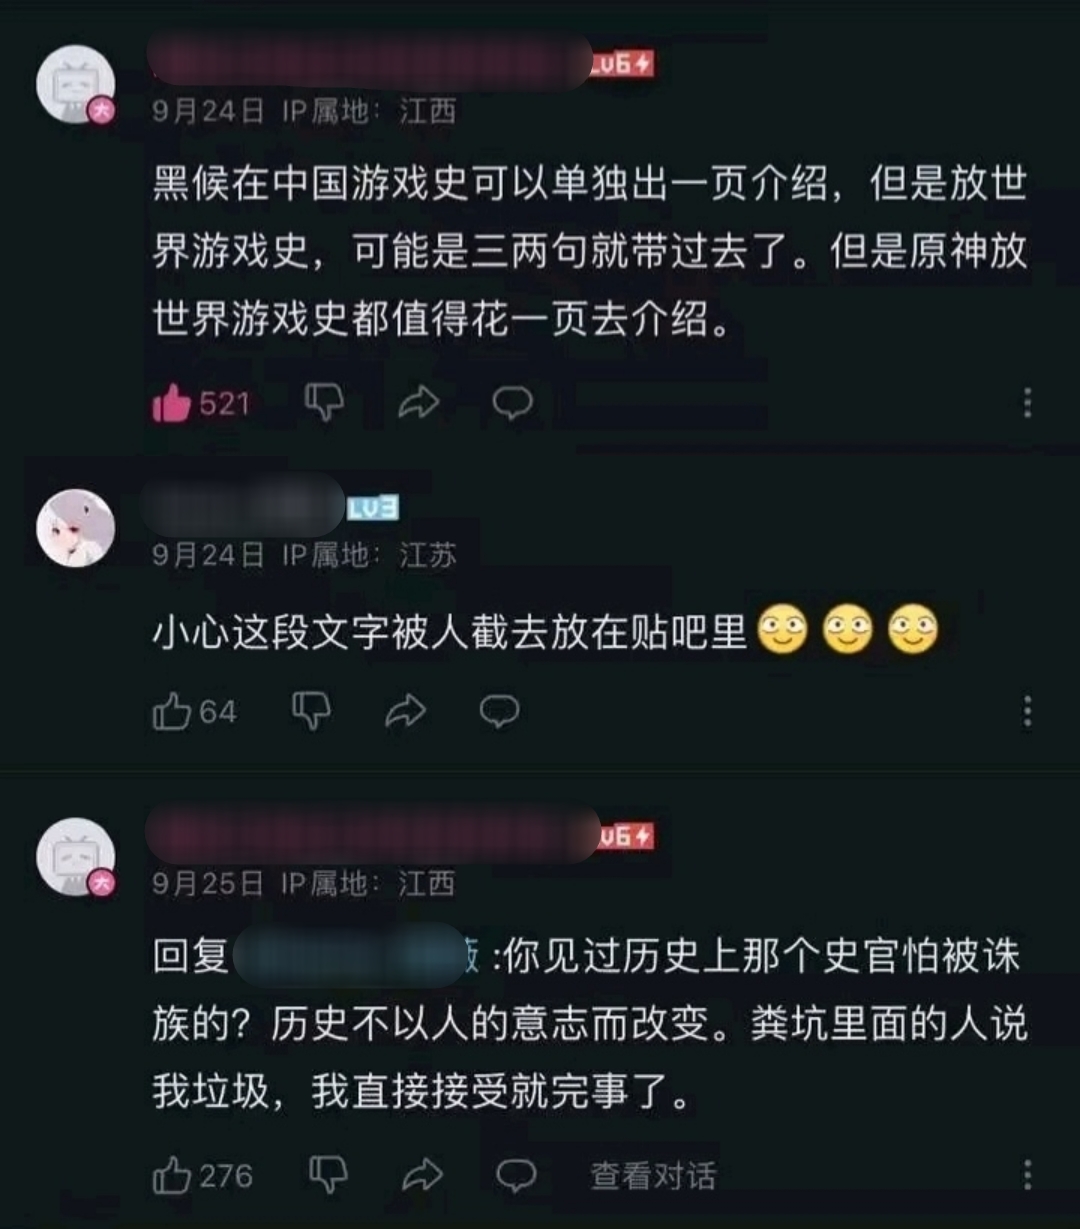 LV6
9月24日 IP属地：江西
黑候在中国游戏史可以单独出一页介绍，但是放世
界游戏史，可能是三两句就带过去了。但是原神放
世界游戏史都值得花一页去介绍。
521
LV3
9月24日 IP属地：江苏
小心这段文字被人截去放在贴吧里
64
LV6
9月25日 IP属地：江西
回复 :你见过历史上那个史官怕被诛
族的？历史不以人的意志而改变。粪坑里面的人说
我垃圾，我直接接受就完事了。
276 查看对话